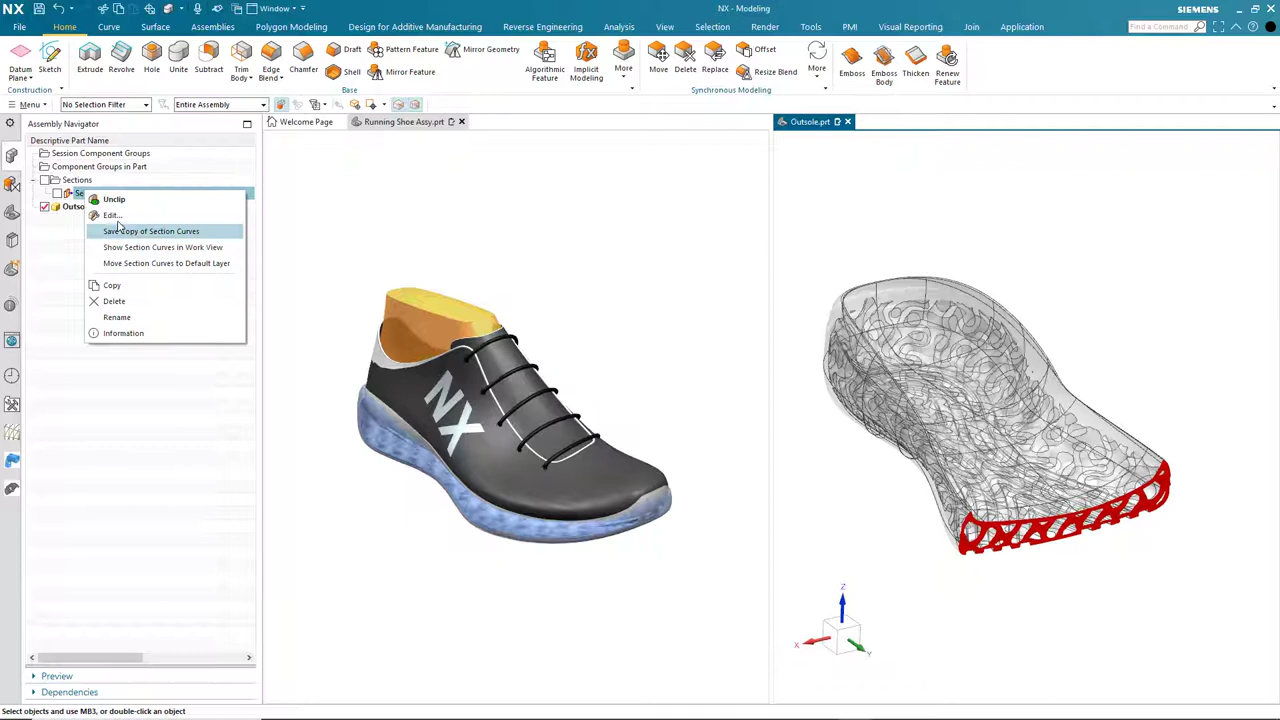 NX
Window
NX - Modeling
SIEMENS
File
Home
Curve
Surface
Assemblies
Polygon Modeling
Design for Additive Manufacturing
Reverse Engineering
Analysis
View
Selection
Render
Tools
PMI
Visual Reporting
Join
Application
Find a Command
Datum Plane
Sketch
Extrude
Revolve
Hole
Unite
Subtract
Trim Body
Edge Blend
Chamfer
Draft
Shell
Pattern Feature
Mirror Feature
Mirror Geometry
Algorithmic Feature
Implicit Modeling
More
Move
Delete
Replace
Offset
Resize Blend
More
Emboss
Emboss Body
Thicken
Renew Feature
Construction
Base
Synchronous Modeling
Menu
No Selection Filter
Entire Assembly
Assembly Navigator
Welcome Page
Running Shoe Assy.prt
Outsole.prt
Descriptive Part Name
Session Component Groups
Component Groups in Part
Sections
Se
Outso
Unclip
Edit...
Save Copy of Section Curves
Show Section Curves in Work View
Move Section Curves to Default Layer
Copy
Delete
Rename
Information
NX
Z
X
Y
Preview
Dependencies
Select objects and use MB3, or double-click an object